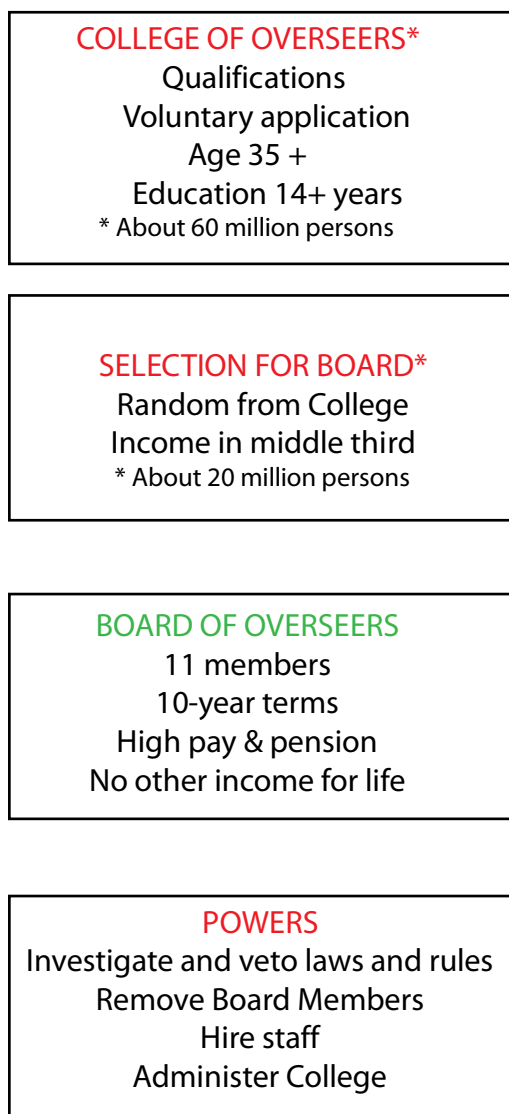 COLLEGE OF OVERSEERS*
Qualifications
Voluntary application
Age 35 +
Education 14+ years
* About 60 million persons
SELECTION FOR BOARD*
Random from College
Income in middle third
* About 20 million persons
BOARD OF OVERSEERS
11 members
10-year terms
High pay & pension
No other income for life
POWERS
Investigate and veto laws and rules
Remove Board Members
Hire staff
Administer College